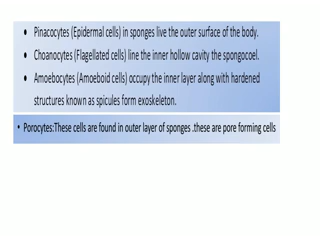 • Pinacocytes (Epidermal cells) in sponges live the outer surface of the body.
• Choanocytes (Flagellated cells) line the inner hollow cavity the spongocoel.
• Amoebocytes (Amoeboid cells) occupy the inner layer along with hardened
structures known as spicules form exoskeleton.
• Porocytes:These cells are found in outer layer of sponges .these are pore forming cells